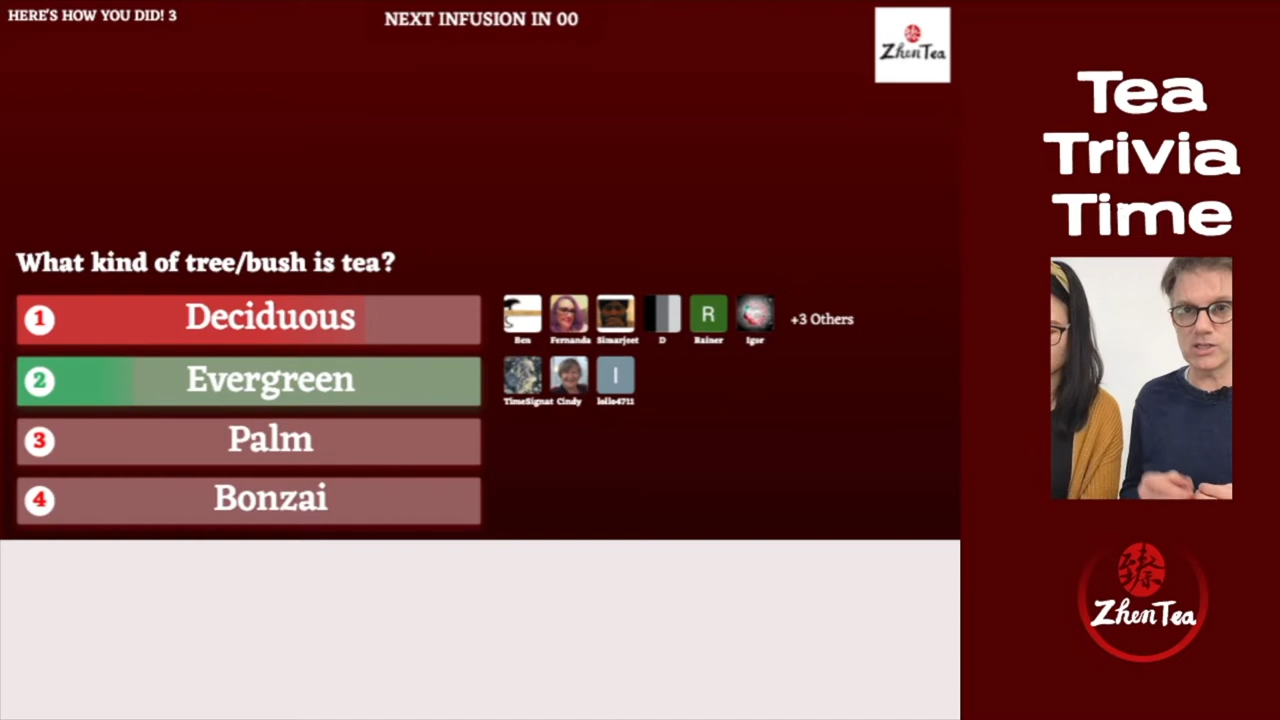 HERE'S HOW YOU DID! 3
NEXT INFUSION IN 00
ZhenTea
Tea
Trivia
Time
What kind of tree/bush is tea?
1 Deciduous
Ben Fernanda Simarjeet D R Rainer Igor
+3 Others
2 Evergreen
TimeSignat Cindy I lollo4711
3 Palm
4 Bonzai
臻
ZhenTea